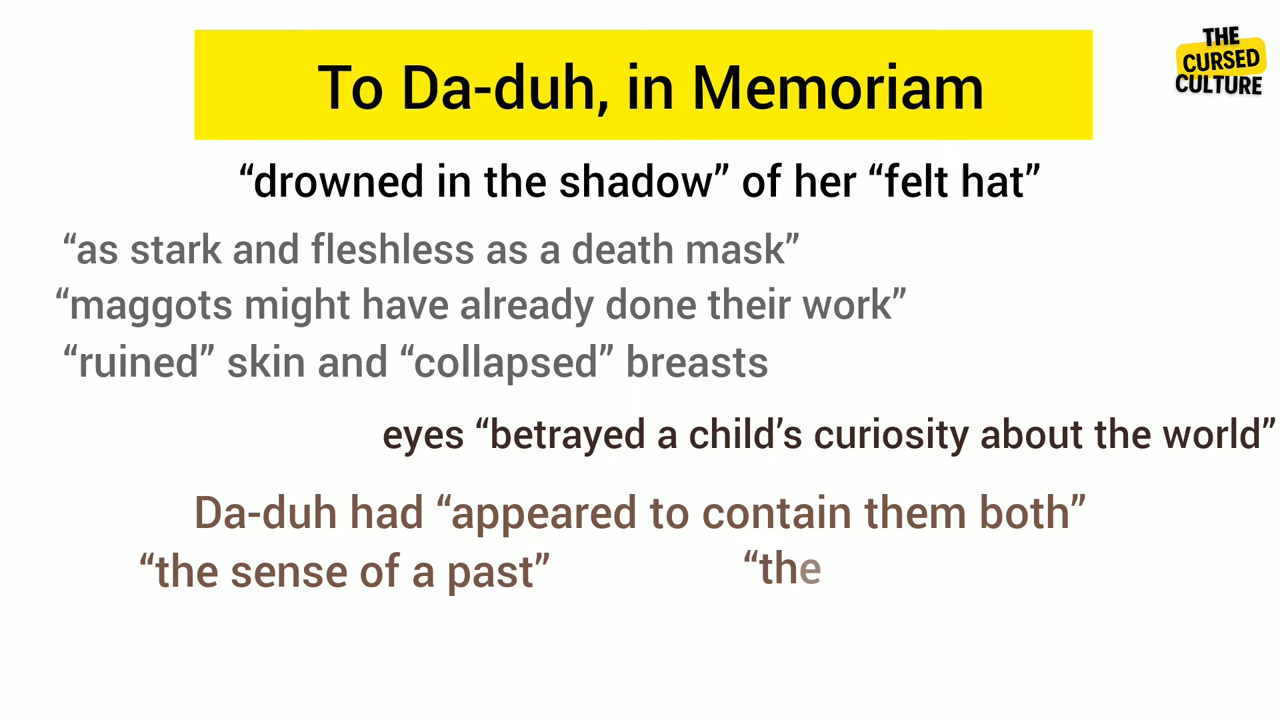 To Da-duh, in Memoriam
THE
CURSED
CULTURE
“drowned in the shadow” of her “felt hat”
“as stark and fleshless as a death mask”
“maggots might have already done their work”
“ruined” skin and “collapsed” breasts
eyes “betrayed a child’s curiosity about the world”
Da-duh had “appeared to contain them both”
“the sense of a past” “the